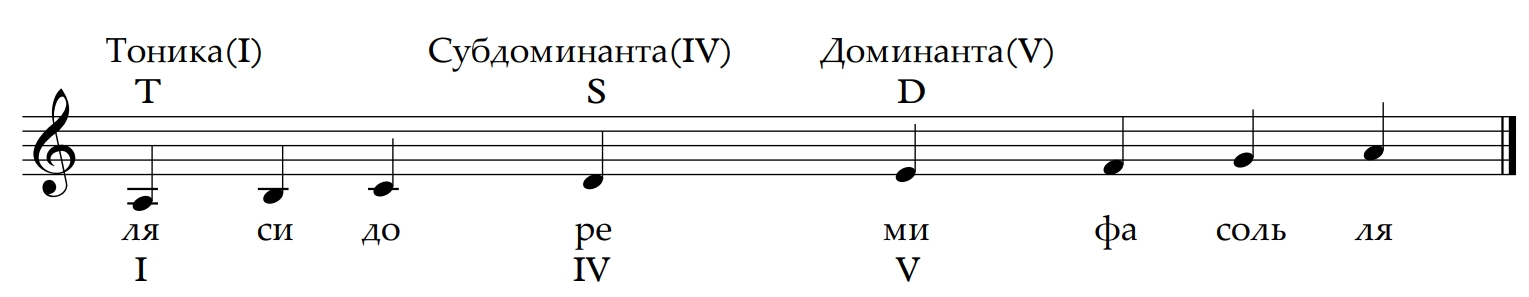 Тоника(I) Субдоминанта(IV) Доминанта(V)
T S D
ля си до ре ми фа соль ля
I IV V